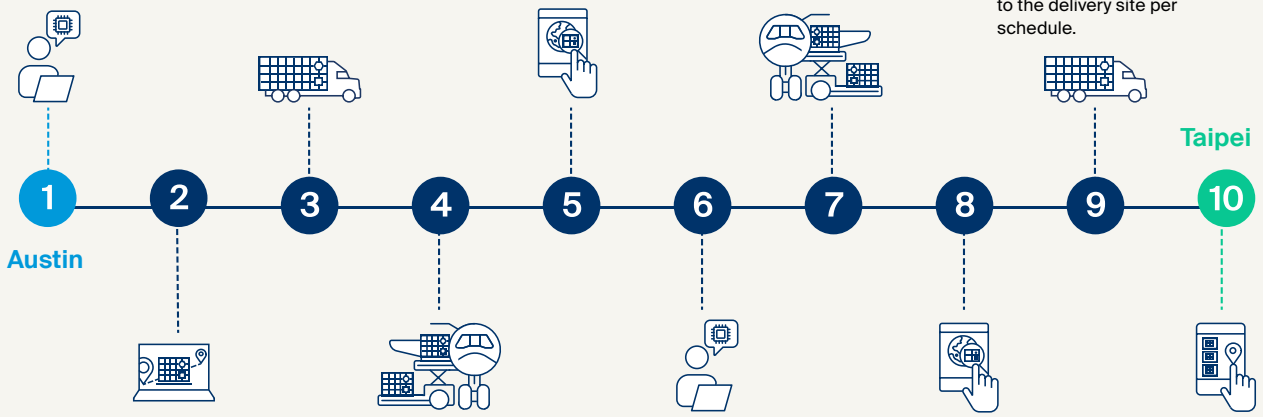 to the delivery site per
schedule.
Taipei
1
2
3
4
5
6
7
8
9
10
Austin